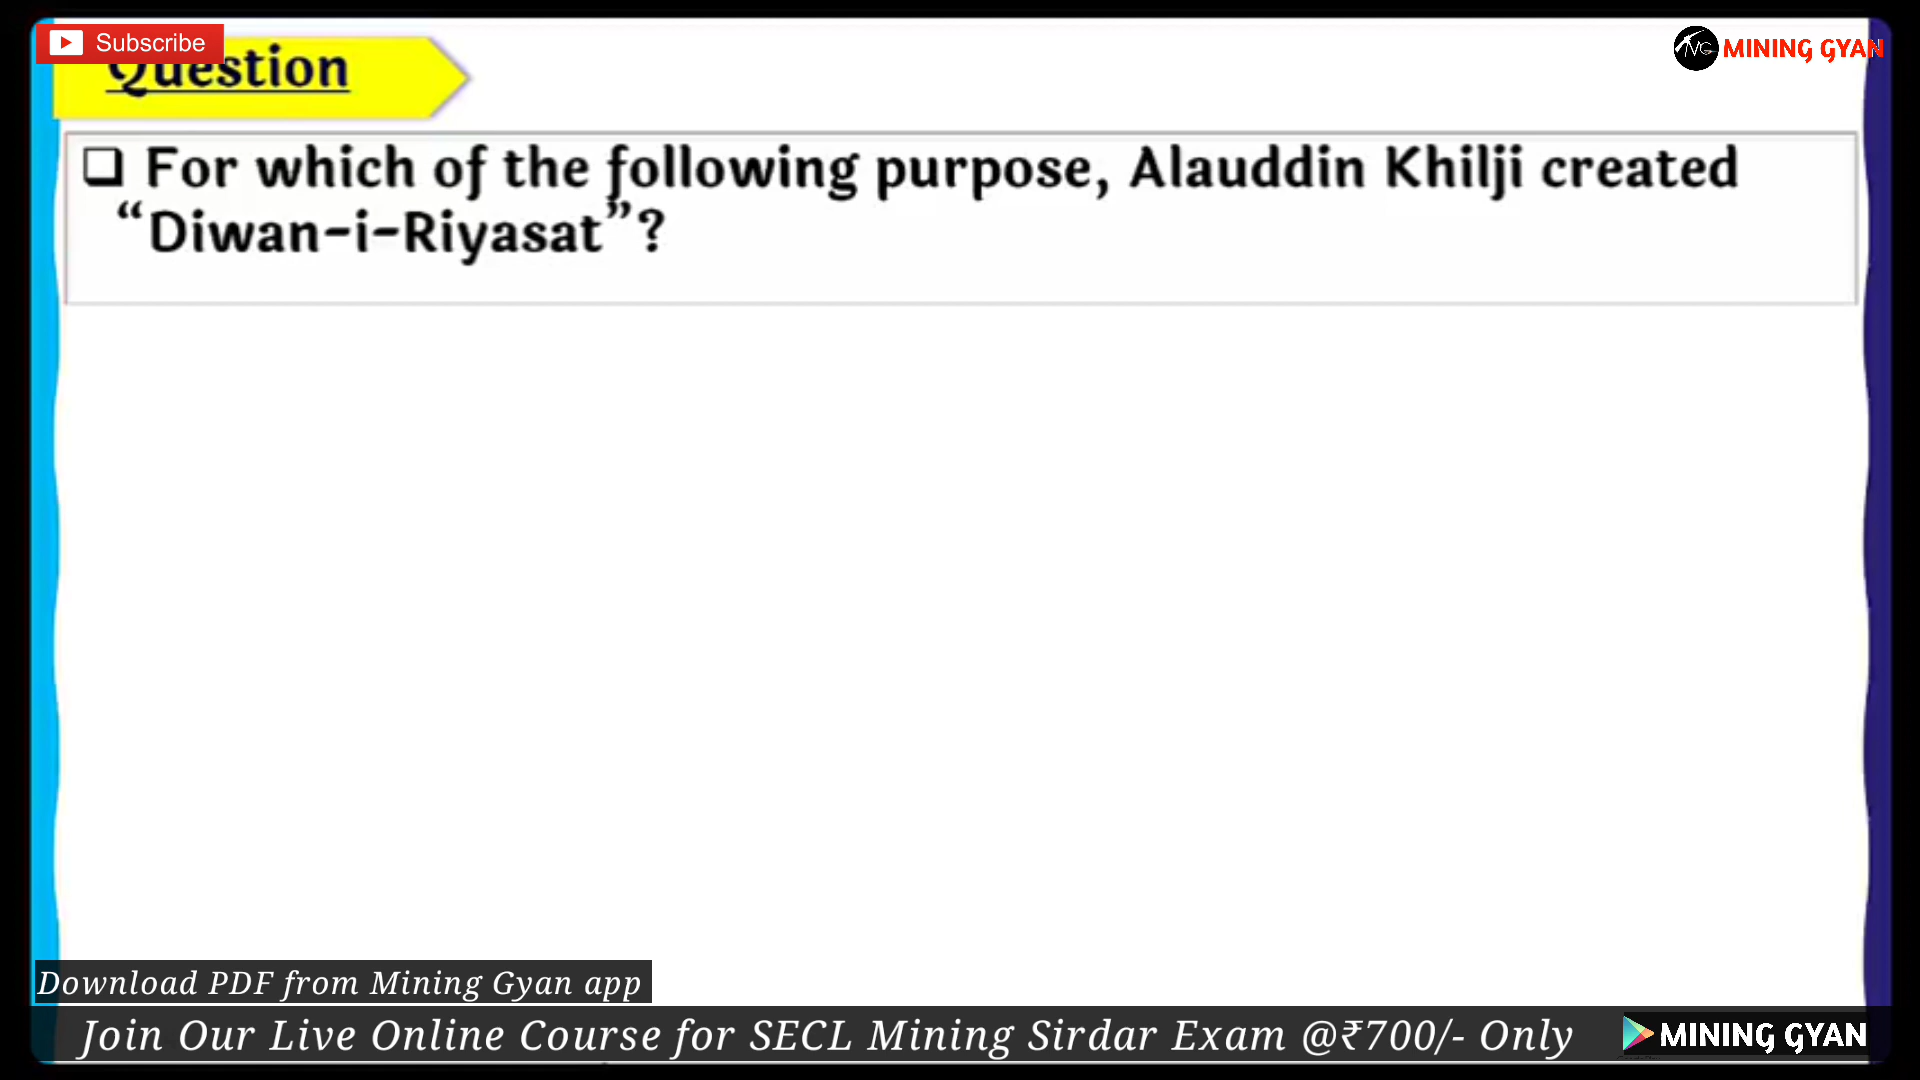 Subscribe
MINING GYAN
Question
❑ For which of the following purpose, Alauddin Khilji created
“Diwan-i-Riyasat”?
Download PDF from Mining Gyan app
Join Our Live Online Course for SECL Mining Sirdar Exam @₹700/- Only
MINING GYAN